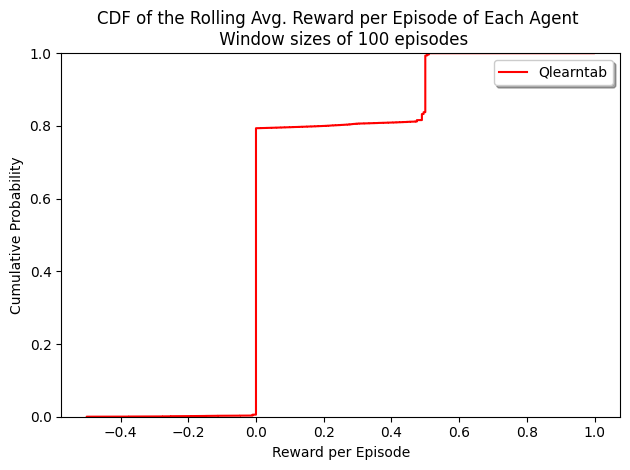 CDF of the Rolling Avg. Reward per Episode of Each Agent
Window sizes of 100 episodes
Qlearntab
1.0
0.8
0.6
0.4
0.2
0.0
Cumulative Probability
−0.4 −0.2 0.0 0.2 0.4 0.6 0.8 1.0
Reward per Episode